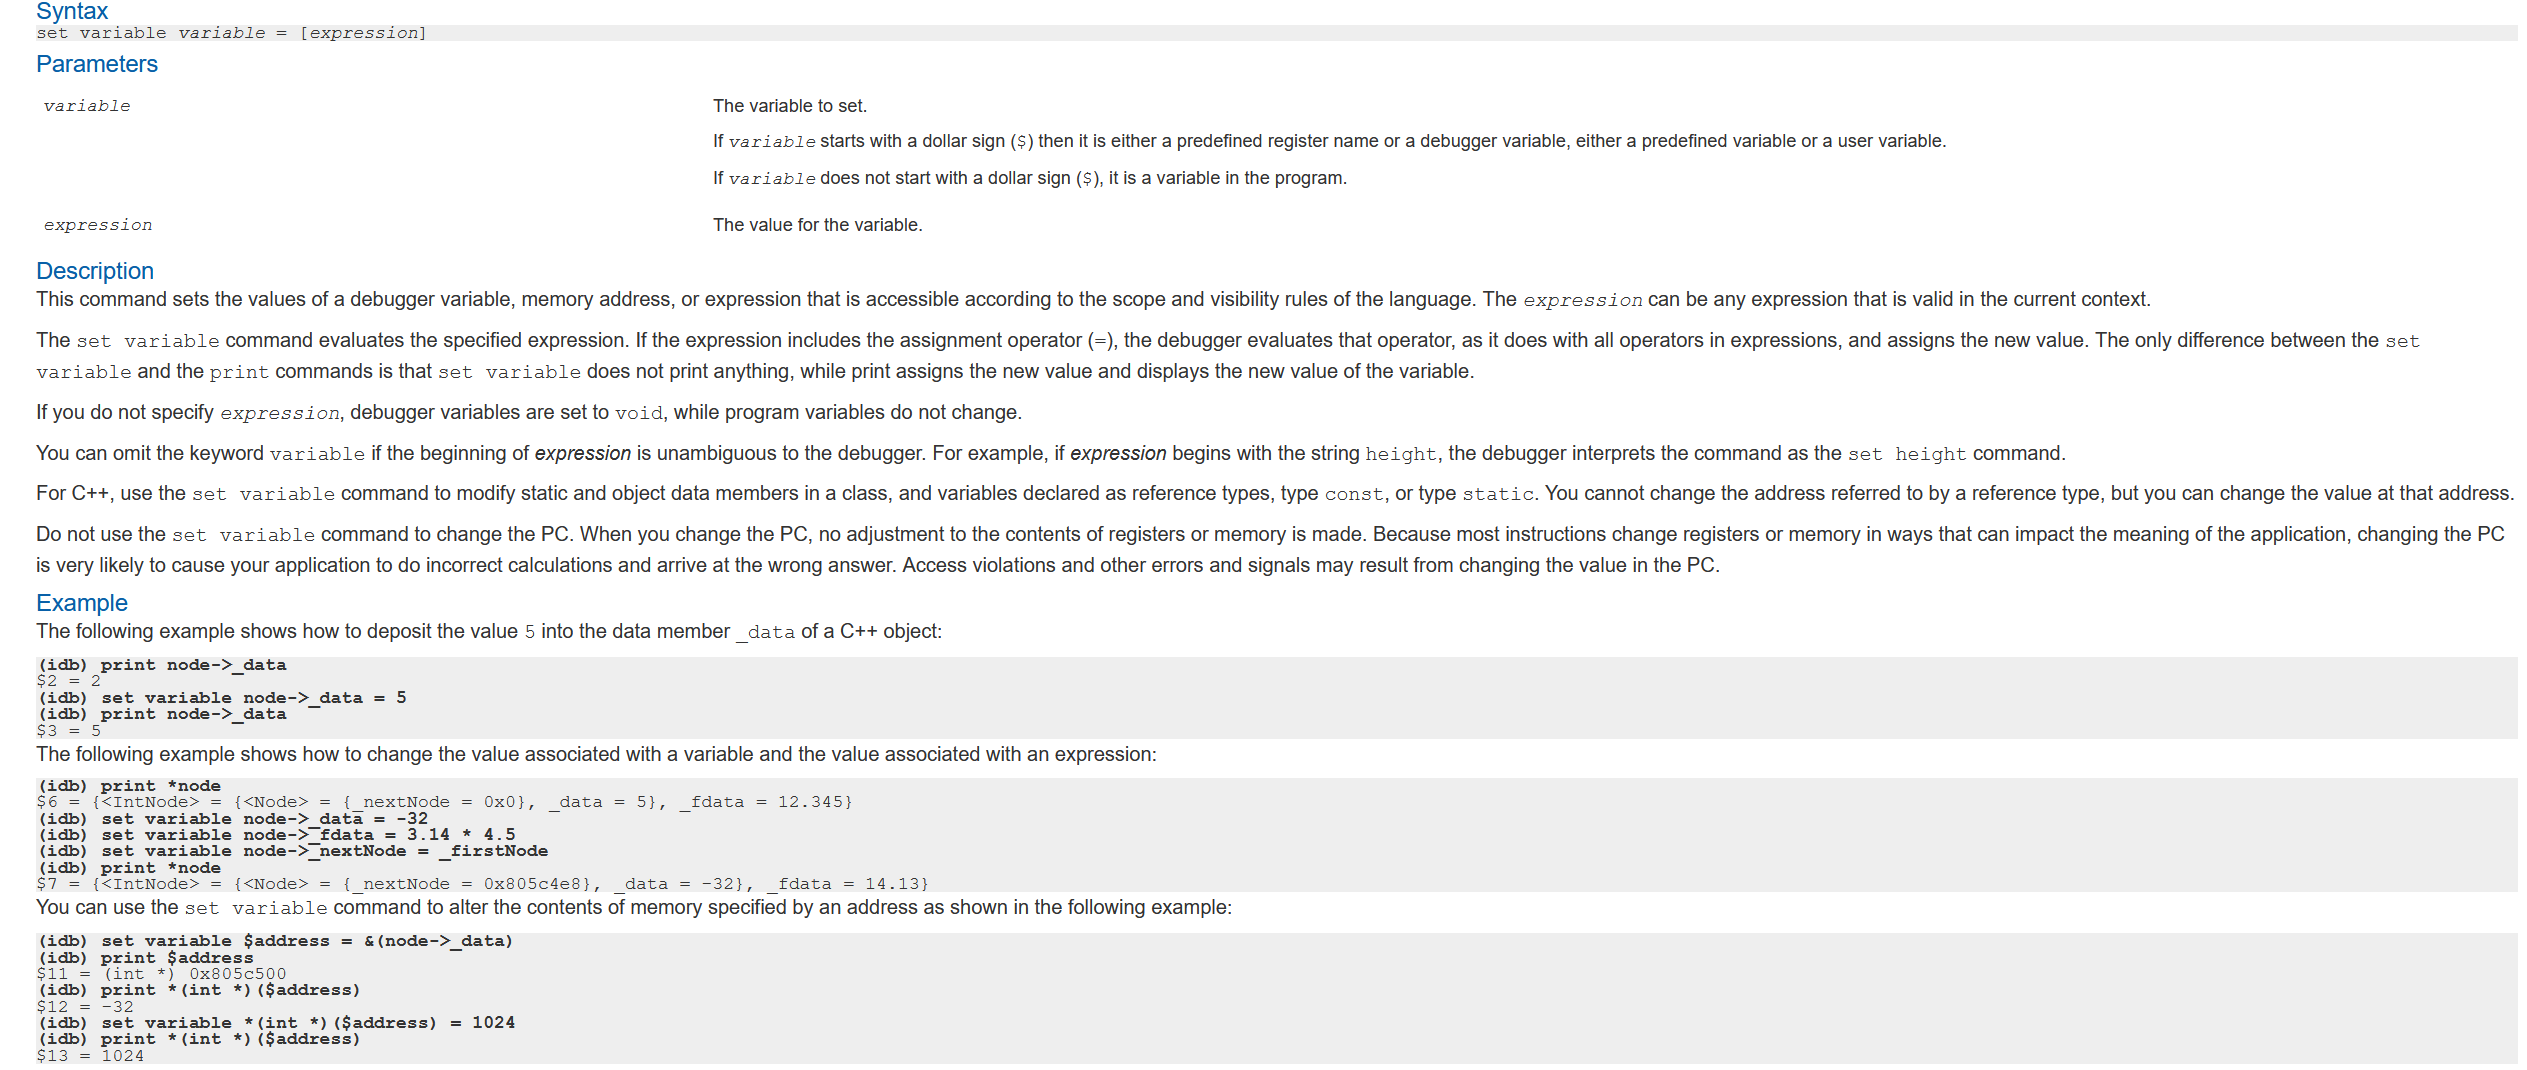 Syntax
set variable variable = [expression]
Parameters
variable The variable to set.
If variable starts with a dollar sign ($) then it is either a predefined register name or a debugger variable, either a predefined variable or a user variable.
If variable does not start with a dollar sign ($), it is a variable in the program.
expression The value for the variable.
Description
This command sets the values of a debugger variable, memory address, or expression that is accessible according to the scope and visibility rules of the language. The expression can be any expression that is valid in the current context.
The set variable command evaluates the specified expression. If the expression includes the assignment operator (=), the debugger evaluates that operator, as it does with all operators in expressions, and assigns the new value. The only difference between the set
variable and the print commands is that set variable does not print anything, while print assigns the new value and displays the new value of the variable.
If you do not specify expression, debugger variables are set to void, while program variables do not change.
You can omit the keyword variable if the beginning of expression is unambiguous to the debugger. For example, if expression begins with the string height, the debugger interprets the command as the set height command.
For C++, use the set variable command to modify static and object data members in a class, and variables declared as reference types, type const, or type static. You cannot change the address referred to by a reference type, but you can change the value at that address.
Do not use the set variable command to change the PC. When you change the PC, no adjustment to the contents of registers or memory is made. Because most instructions change registers or memory in ways that can impact the meaning of the application, changing the PC
is very likely to cause your application to do incorrect calculations and arrive at the wrong answer. Access violations and other errors and signals may result from changing the value in the PC.
Example
The following example shows how to deposit the value 5 into the data member _data of a C++ object:
(idb) print node->_data
$2 = 2
(idb) set variable node->_data = 5
(idb) print node->_data
$3 = 5
The following example shows how to change the value associated with a variable and the value associated with an expression:
(idb) print *node
$6 = {<IntNode> = {<Node> = {_nextNode = 0x0}, _data = 5}, _fdata = 12.345}
(idb) set variable node->_data = -32
(idb) set variable node->_fdata = 3.14 * 4.5
(idb) set variable node->_nextNode = _firstNode
(idb) print *node
$7 = {<IntNode> = {<Node> = {_nextNode = 0x805c4e8}, _data = -32}, _fdata = 14.13}
You can use the set variable command to alter the contents of memory specified by an address as shown in the following example:
(idb) set variable $address = &(node->_data)
(idb) print $address
$11 = (int *) 0x805c500
(idb) print *(int *)($address)
$12 = -32
(idb) set variable *(int *)($address) = 1024
(idb) print *(int *)($address)
$13 = 1024